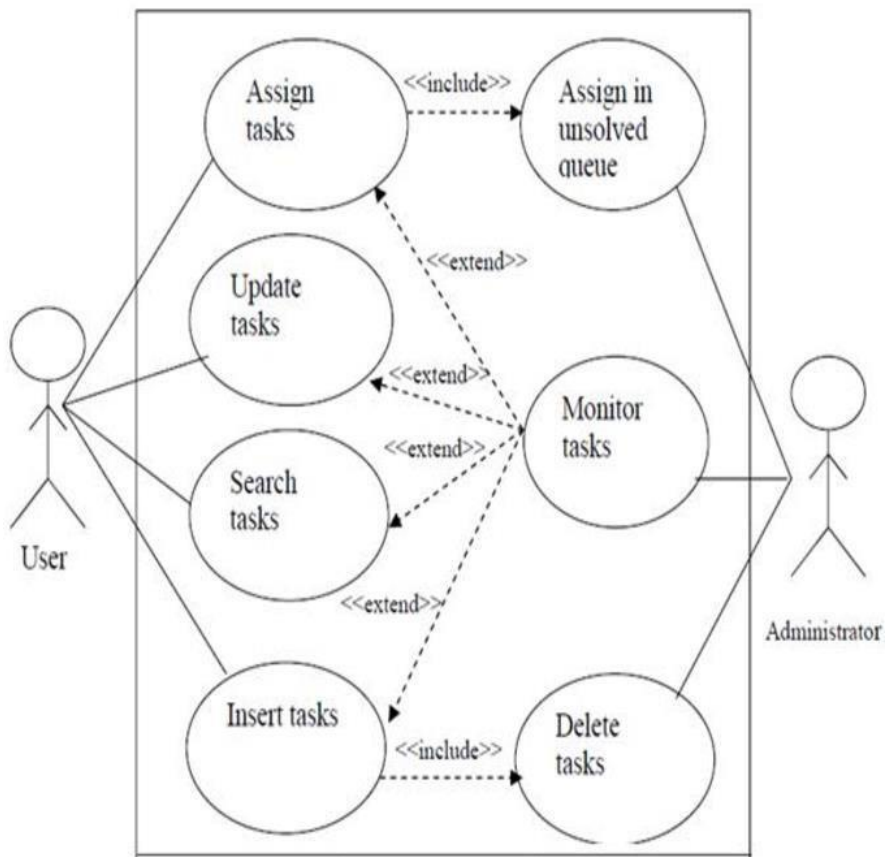 Assign
tasks
<<include>>
Assign in
unsolved
queue
<<extend>>
Update
tasks
<<extend>>
Monitor
tasks
<<extend>>
Search
tasks
User
<<extend>>
Administrator
Insert tasks
<<include>>
Delete
tasks